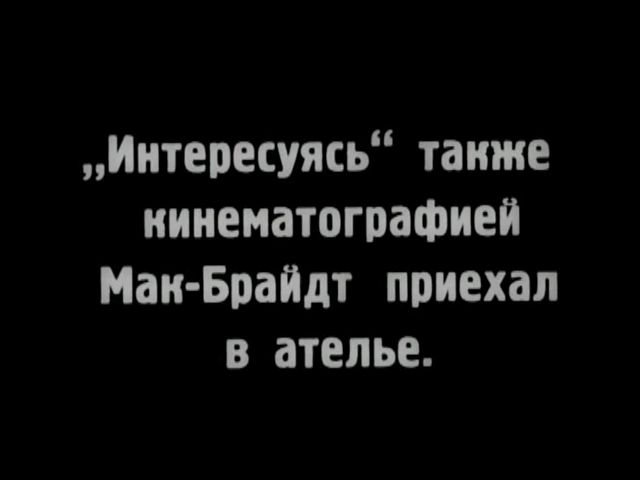 „Интересуясь“ также
кинематографией
Мак-Брайдт приехал
в ателье.